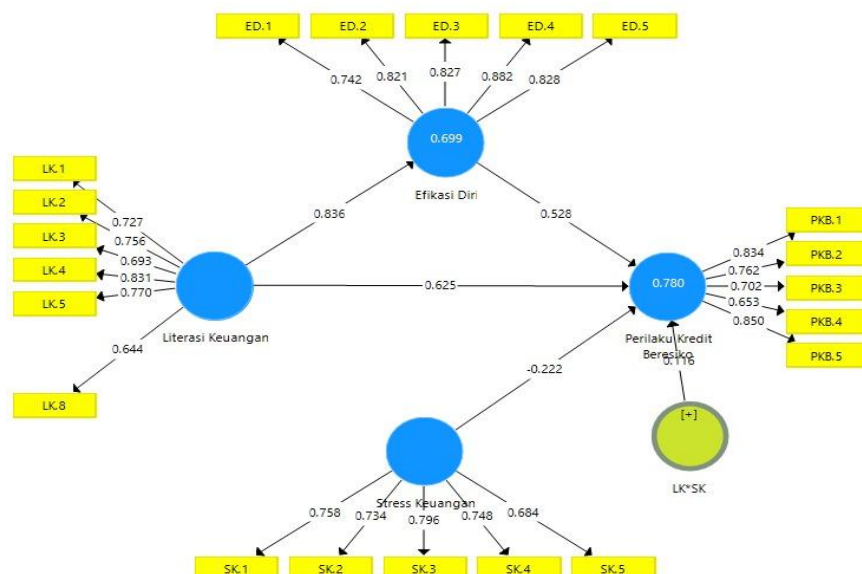 ED.1
ED.2
ED.3
ED.4
ED.5
0.742
0.821
0.827
0.882
0.828
0.699
Efikasi Diri
LK.1
LK.2
LK.3
LK.4
LK.5
LK.8
0.727
0.756
0.693
0.831
0.770
0.644
Literasi Keuangan
0.836
0.528
0.625
-0.222
0.780
Perilaku Kredit
Beresiko
0.116
PKB.1
PKB.2
PKB.3
PKB.4
PKB.5
0.834
0.762
0.702
0.653
0.850
[+]
LK*SK
Stress Keuangan
0.758
0.734
0.796
0.748
0.684
SK.1
SK.2
SK.3
SK.4
SK.5